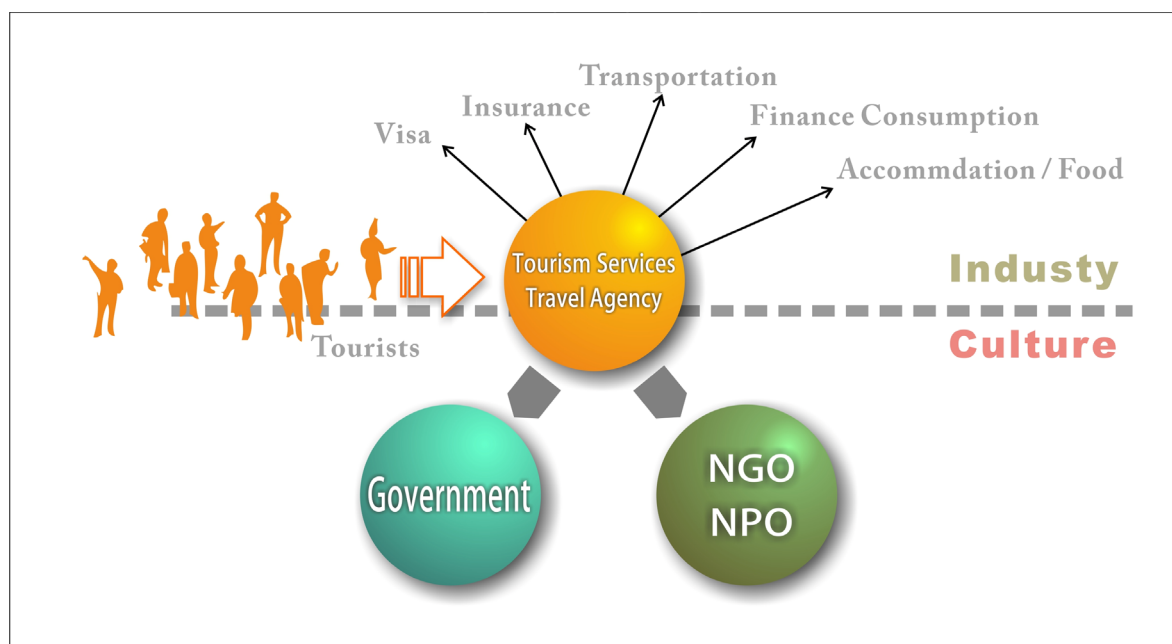 Transportation
Insurance
Finance Consumption
Visa
Accommdation / Food
Tourism Services
Travel Agency
Industy
Tourists
Culture
Government
NGO
NPO